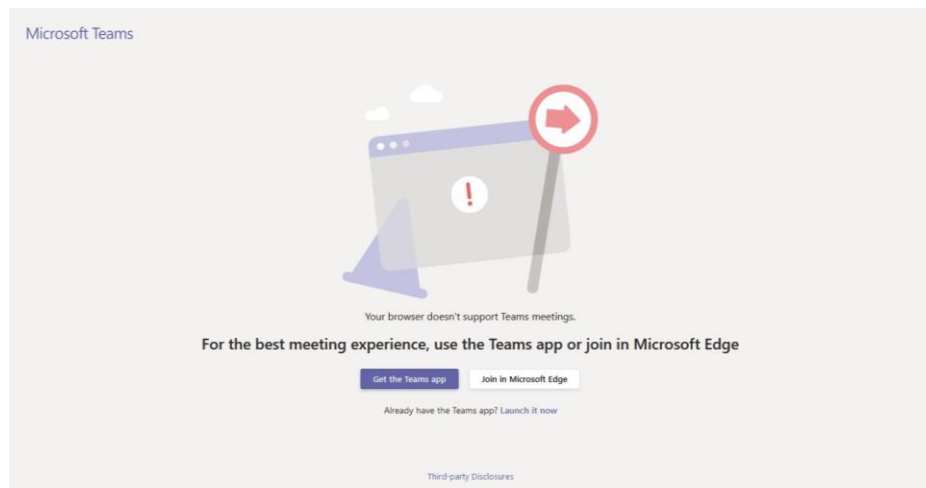 Microsoft Teams
!
Your browser doesn't support Teams meetings.
For the best meeting experience, use the Teams app or join in Microsoft Edge
Get the Teams app Join in Microsoft Edge
Already have the Teams app? Launch it now
Third-party Disclosures